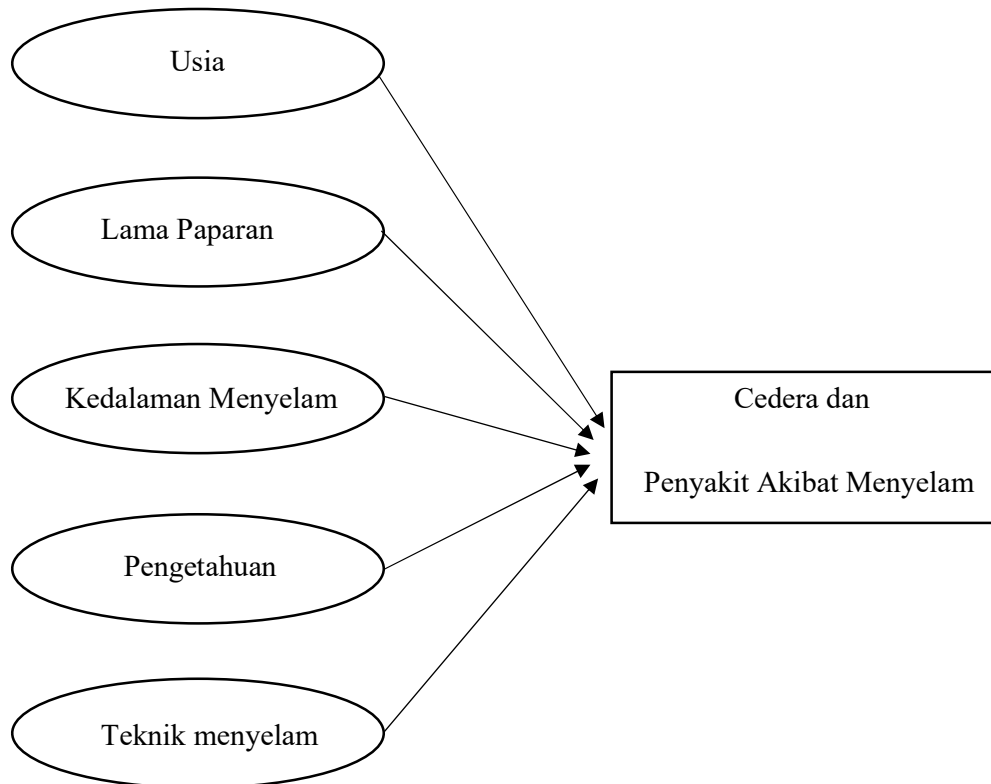 Usia
Lama Paparan
Kedalaman Menyelam
Cedera dan
Penyakit Akibat Menyelam
Pengetahuan
Teknik menyelam